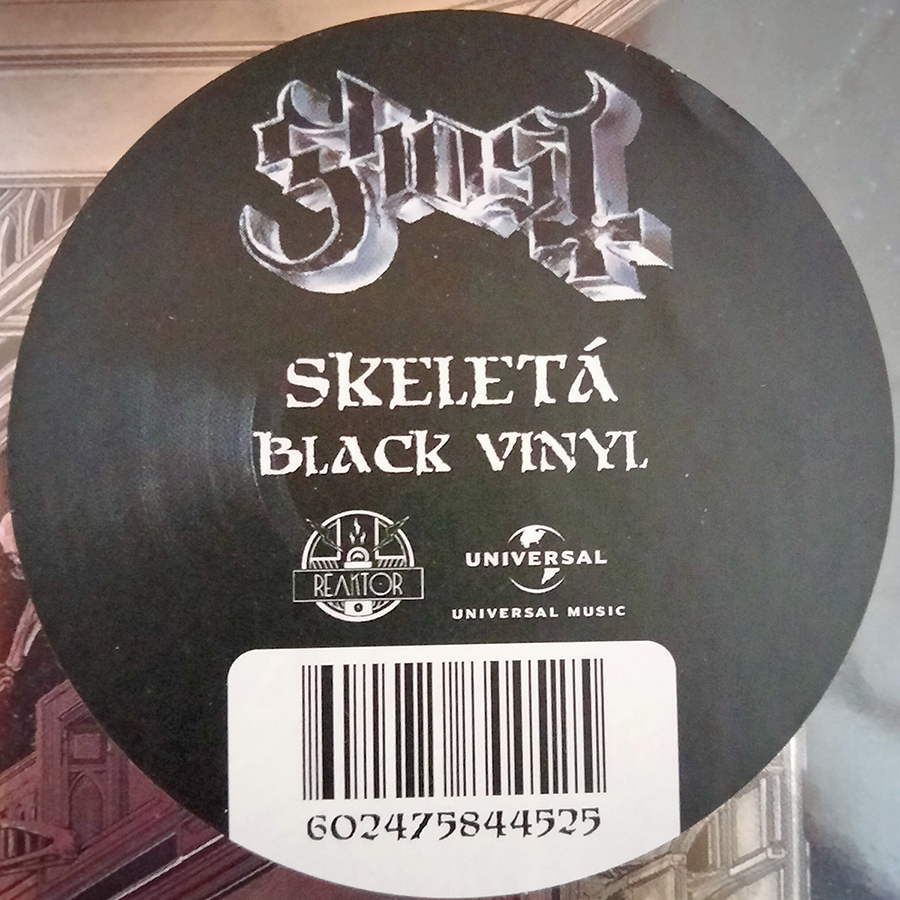 Ghost
SKELETÁ
BLACK VINYL
REAKTOR
UNIVERSAL
UNIVERSAL MUSIC
602475844525